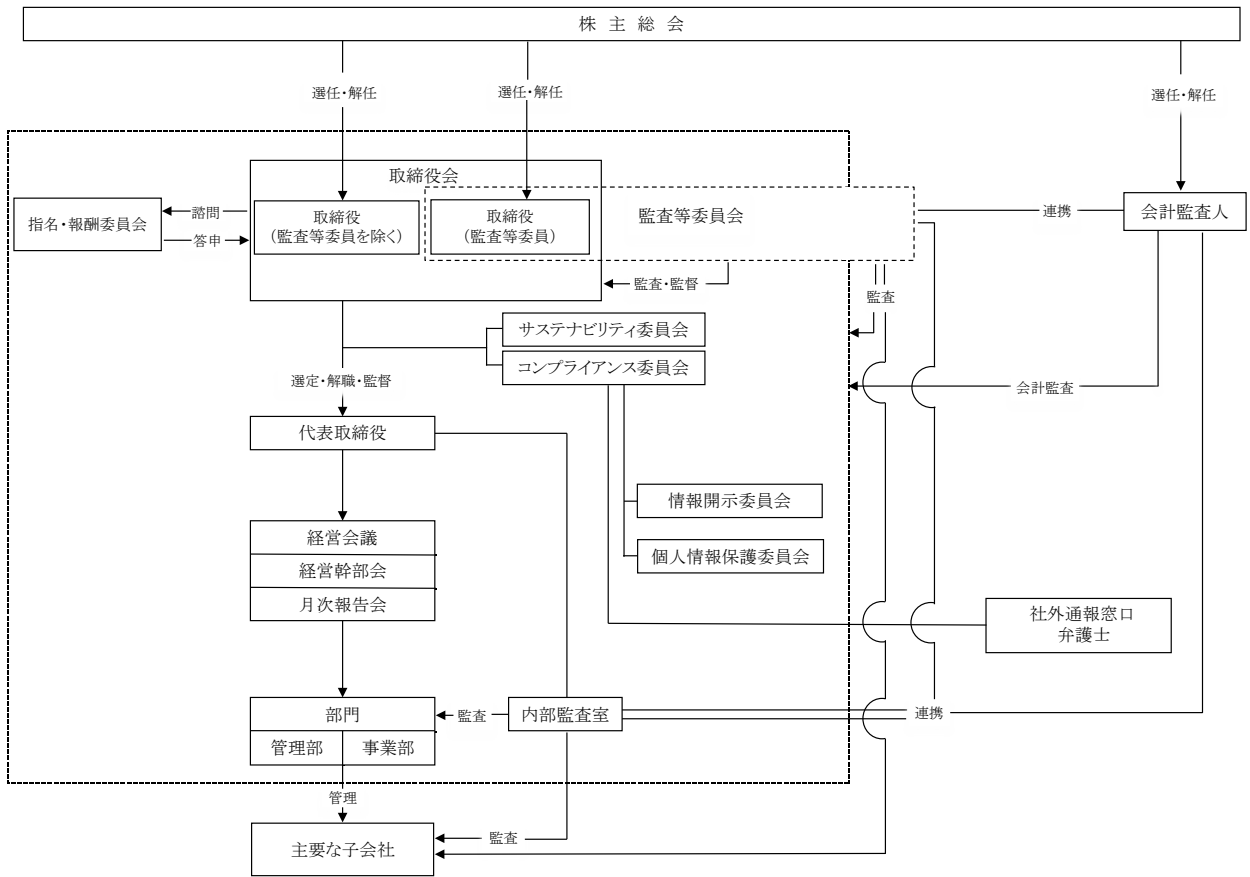 株 主 総 会
選任・解任
選任・解任
選任・解任
取締役会
指名・報酬委員会
諮問
答申
取締役
(監査等委員を除く)
取締役
(監査等委員)
監査等委員会
連携
会計監査人
監査・監督
監査
サステナビリティ委員会
コンプライアンス委員会
選定・解職・監督
会計監査
代表取締役
情報開示委員会
経営会議
個人情報保護委員会
経営幹部会
月次報告会
社外通報窓口
弁護士
部門
監査
内部監査室
連携
管理部
事業部
管理
主要な子会社
監査